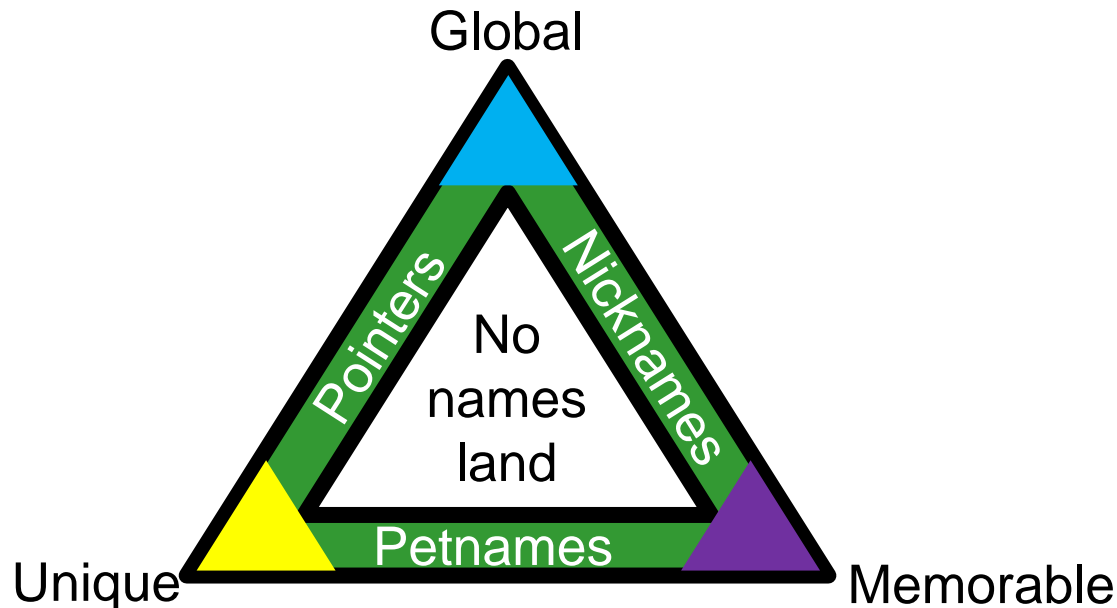 Global
Pointers
Nicknames
No
names
land
Petnames
Unique
Memorable